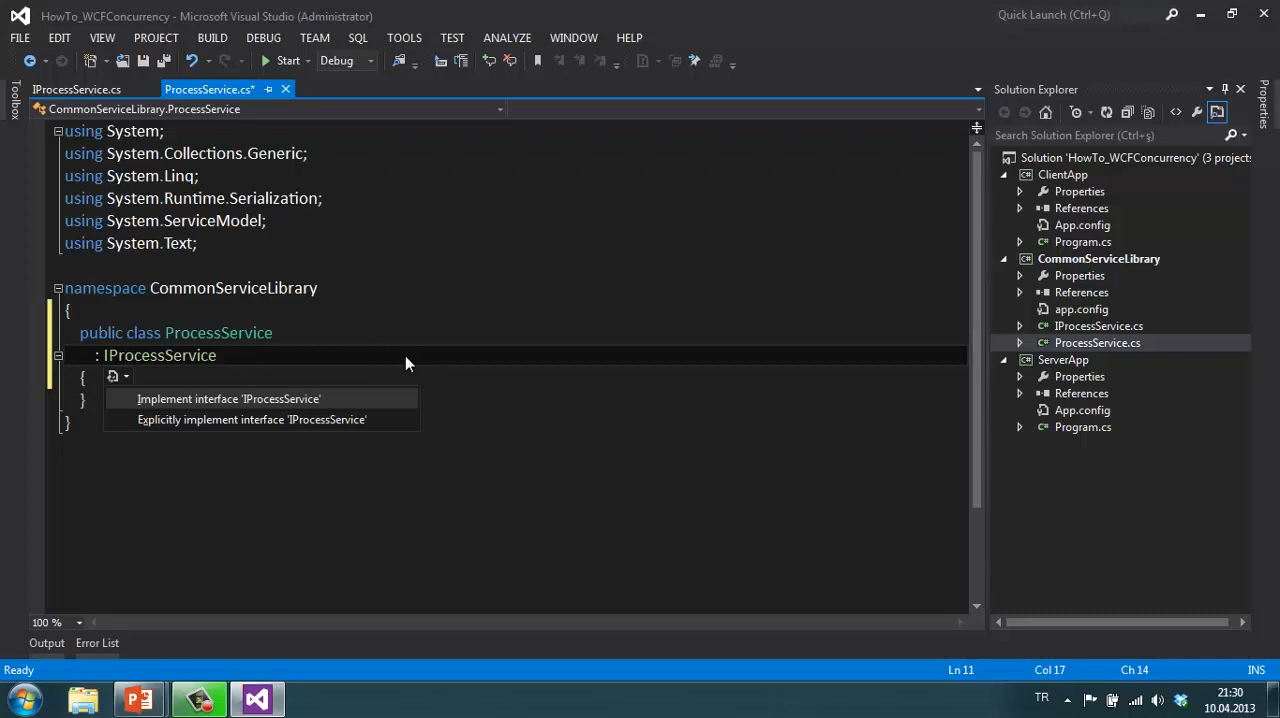 HowTo_WCFConcurrency - Microsoft Visual Studio (Administrator)
Quick Launch (Ctrl+Q)
FILE EDIT VIEW PROJECT BUILD DEBUG TEAM SQL TOOLS TEST ANALYZE WINDOW HELP
Start Debug
IProcessService.cs ProcessService.cs*
Toolbox
CommonServiceLibrary.ProcessService
using System;
using System.Collections.Generic;
using System.Linq;
using System.Runtime.Serialization;
using System.ServiceModel;
using System.Text;
namespace CommonServiceLibrary
{
public class ProcessService
: IProcessService
{
Implement interface 'IProcessService'
Explicitly implement interface 'IProcessService'
}
}
100 %
Output Error List
Solution Explorer
Search Solution Explorer (Ctrl+ş)
Solution 'HowTo_WCFConcurrency' (3 projects
ClientApp
Properties
References
App.config
Program.cs
CommonServiceLibrary
Properties
References
app.config
IProcessService.cs
ProcessService.cs
ServerApp
Properties
References
App.config
Program.cs
Properties
Ready Ln 11 Col 17 Ch 14 INS
TR 21:30
10.04.2013